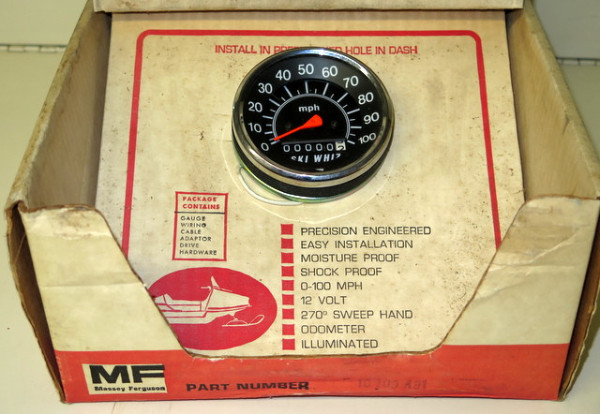 INSTALL IN HOLE IN DASH
0 10 20 30 40 50 60 70 80 90 100
mph
00000
SKI WHIZ
PACKAGE
CONTAINS
GAUGE
WIRING
CABLE
ADAPTOR
DRIVE
HARDWARE
PRECISION ENGINEERED
EASY INSTALLATION
MOISTURE PROOF
SHOCK PROOF
0-100 MPH
12 VOLT
270° SWEEP HAND
ODOMETER
ILLUMINATED
MF
Massey Ferguson
PART NUMBER